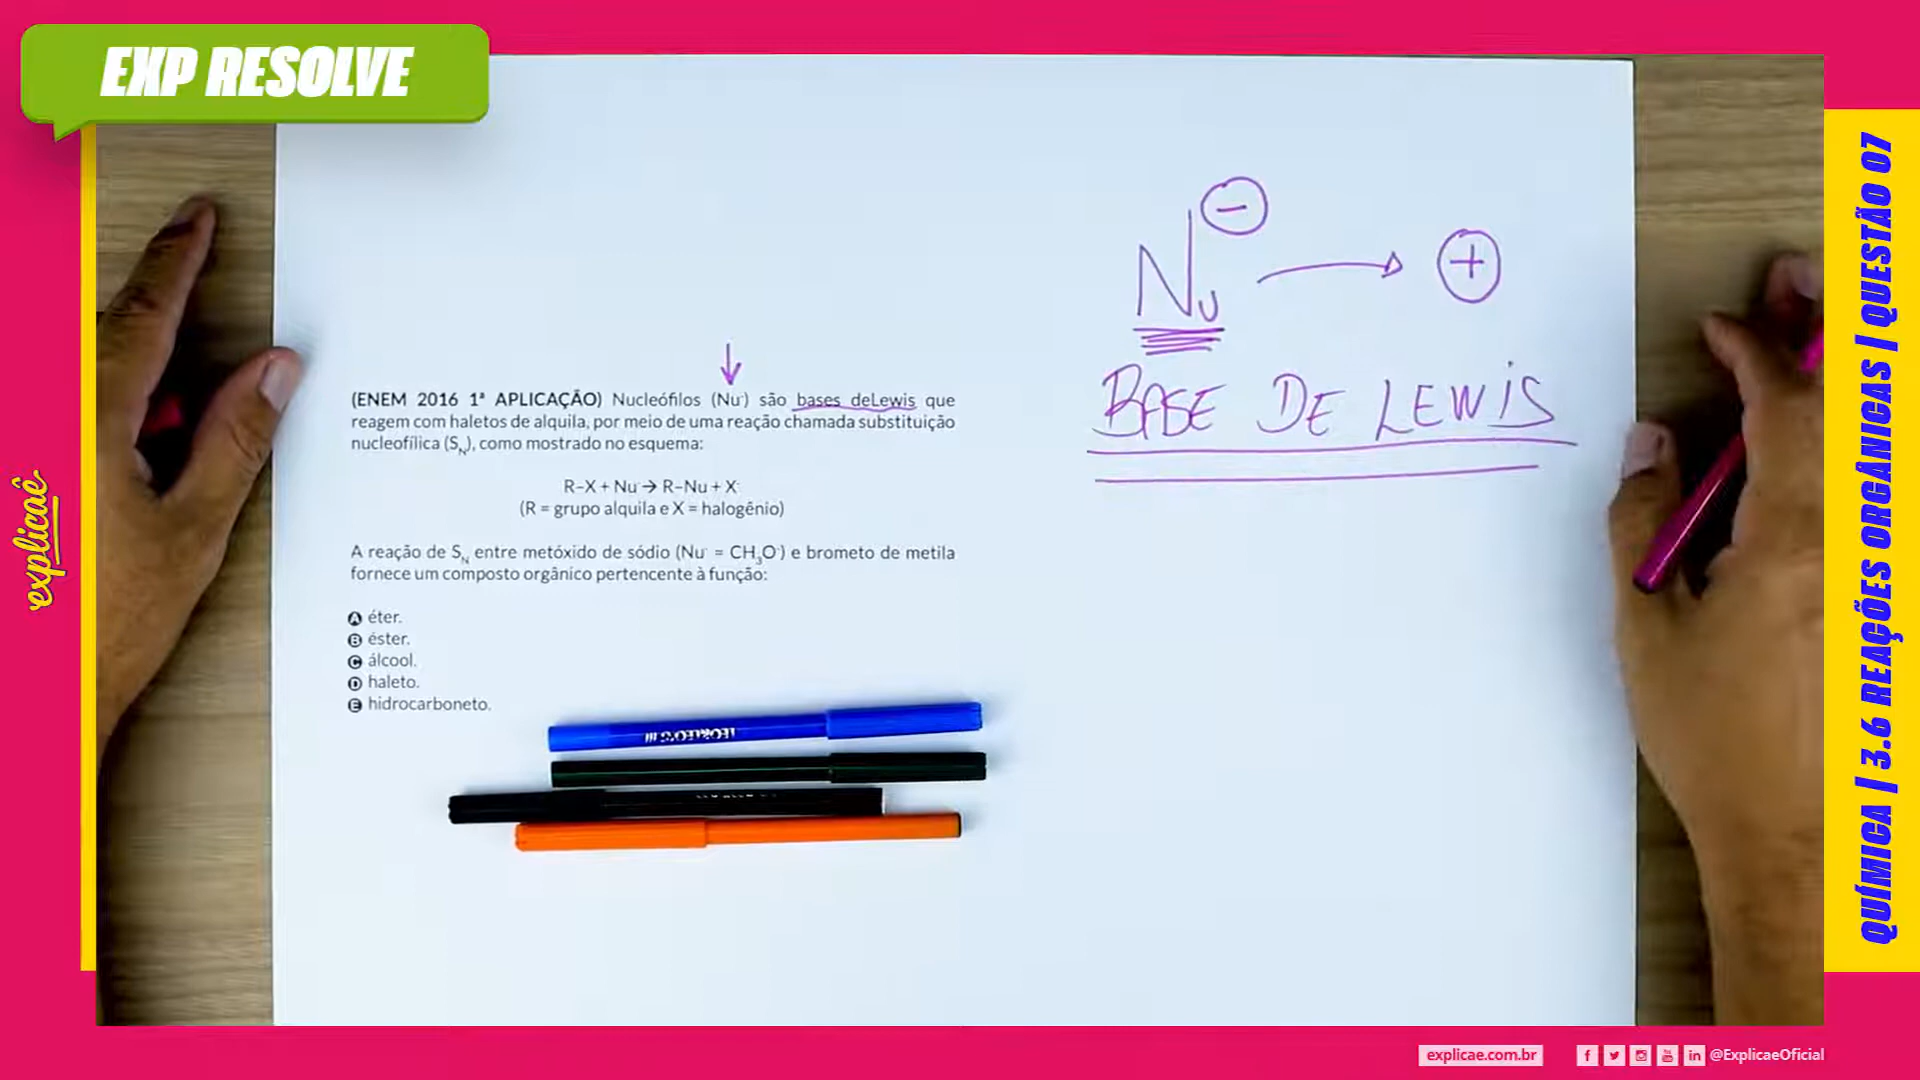 EXP RESOLVE
(ENEM 2016 1ª APLICAÇÃO) Nucleófilos (Nu⁻) são bases deLewis que
reagem com haletos de alquila, por meio de uma reação chamada substituição
nucleofílica (S_N), como mostrado no esquema:
R–X + Nu⁻ → R–Nu + X⁻
(R = grupo alquila e X = halogênio)
A reação de S_N entre metóxido de sódio (Nu⁻ = CH₃O⁻) e brometo de metila
fornece um composto orgânico pertencente à função:
A éter.
B éster.
C álcool.
D haleto.
E hidrocarboneto.
Nu ⊖ → ⊕
BASE DE LEWIS
explicaê
QUÍMICA | 3.6 REAÇÕES ORGÂNICAS | QUESTÃO 07
explicae.com.br
@ExplicaeOficial